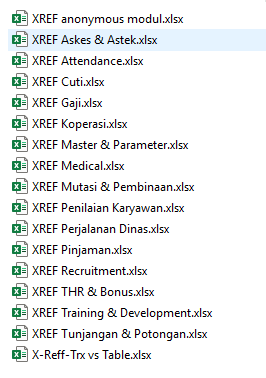 XREF anonymous modul.xlsx
XREF Askes & Astek.xlsx
XREF Attendance.xlsx
XREF Cuti.xlsx
XREF Gaji.xlsx
XREF Koperasi.xlsx
XREF Master & Parameter.xlsx
XREF Medical.xlsx
XREF Mutasi & Pembinaan.xlsx
XREF Penilaian Karyawan.xlsx
XREF Perjalanan Dinas.xlsx
XREF Pinjaman.xlsx
XREF Recruitment.xlsx
XREF THR & Bonus.xlsx
XREF Training & Development.xlsx
XREF Tunjangan & Potongan.xlsx
X-Reff-Trx vs Table.xlsx